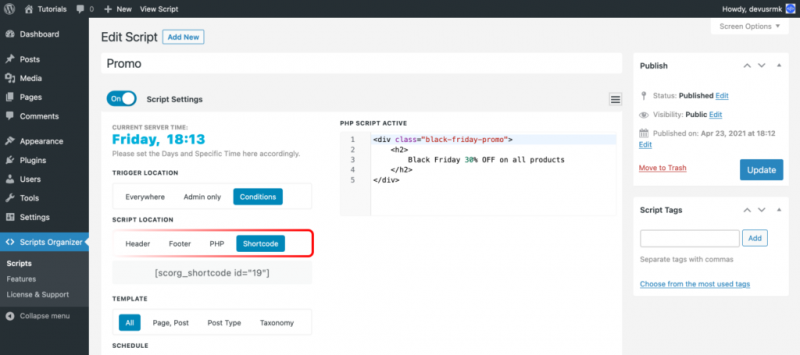 Tutorials
0
New
View Script
Howdy, devusrmk
Screen Options
Dashboard
Posts
Media
Pages
Comments
Appearance
Plugins
Users
Tools
Settings
Scripts Organizer
Scripts
Features
License & Support
Collapse menu
Edit Script
Add New
Promo
On
Script Settings
CURRENT SERVER TIME:
Friday, 18:13
Please set the Days and Specific Time here accordingly.
TRIGGER LOCATION
Everywhere Admin only Conditions
SCRIPT LOCATION
Header Footer PHP Shortcode
[scorg_shortcode id="19"]
TEMPLATE
All Page, Post Post Type Taxonomy
SCHEDULE
PHP SCRIPT ACTIVE
1 <div class="black-friday-promo">
2 <h2>
3 Black Friday 30% OFF on all products
4 </h2>
5 </div>
Publish
Status: Published Edit
Visibility: Public Edit
Published on: Apr 23, 2021 at 18:12
Edit
Move to Trash
Update
Script Tags
Add
Separate tags with commas
Choose from the most used tags